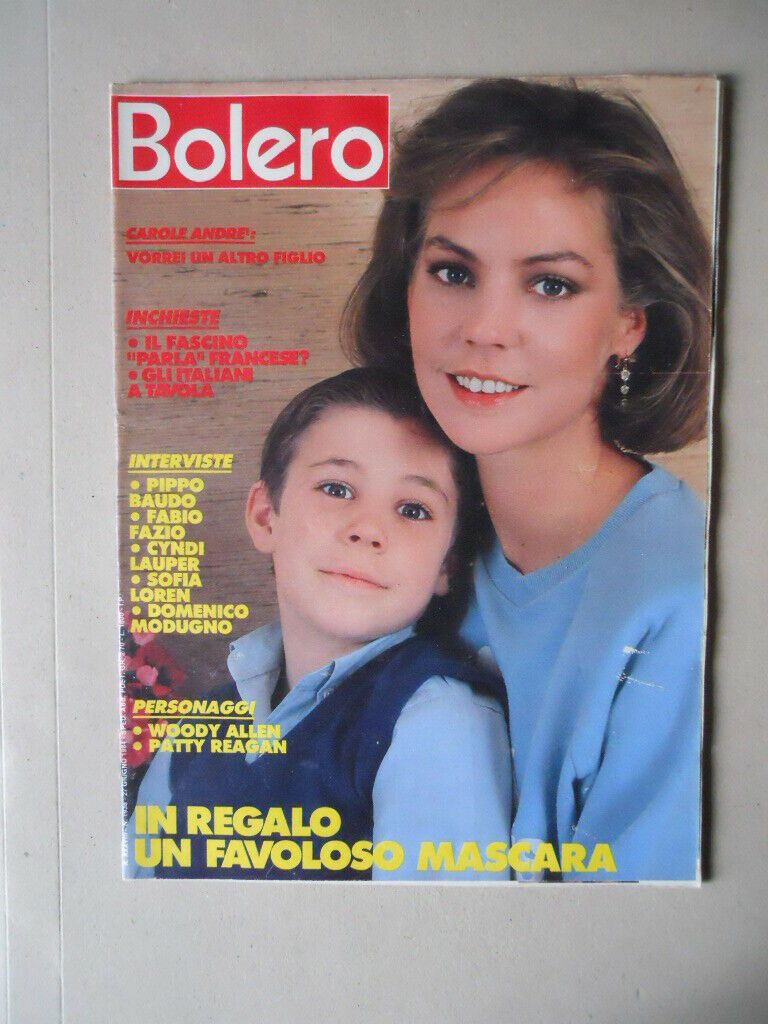 Bolero
CAROLE ANDRE':
VORREI UN ALTRO FIGLIO
INCHIESTE
• IL FASCINO
"PARLA" FRANCESE?
• GLI ITALIANI
A TAVOLA
INTERVISTE
• PIPPO
BAUDO
• FABIO
FAZIO
• CYNDI
LAUPER
• SOFIA
LOREN
• DOMENICO
MODUGNO
PERSONAGGI
• WOODY ALLEN
• PATTY REAGAN
IN REGALO
UN FAVOLOSO MASCARA